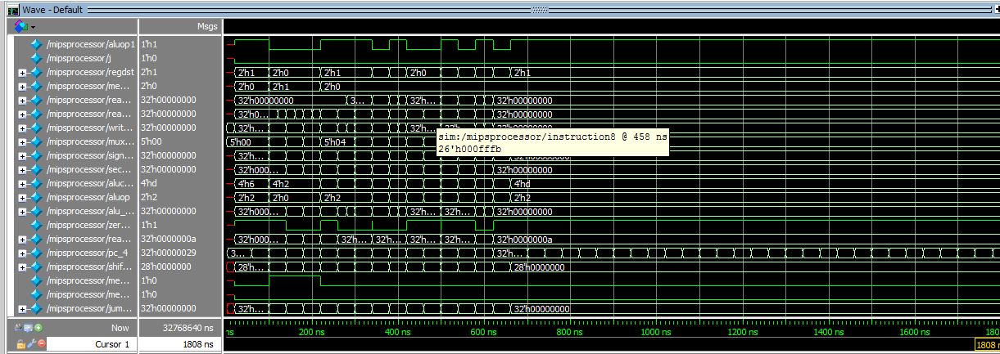 Wave - Default
Msgs
/mipsprocessor/aluop1 1'h1
/mipsprocessor/j 1'h0
/mipsprocessor/regdst 2'h1 2'h1 2'h0 2'h1 2'h0 2'h1
/mipsprocessor/me... 2'h0 2'h0 2'h1 2'h0
/mipsprocessor/rea... 32'h00000000 32'h00000000 3... 32'h... 32'h00000000
/mipsprocessor/rea... 32'h00000000 32'h0... 32'h00000000
/mipsprocessor/writ... 32'h00000000 32'h... 32'h...
/mipsprocessor/mux... 5'h00 5'h00 5'h04
sim:/mipsprocessor/instruction8 @ 458 ns
26'h000fffb
/mipsprocessor/sign... 32'h00000000 32'h... 32'h00000000
/mipsprocessor/sec... 32'h00000000 32'h000... 32'h00000000
/mipsprocessor/aluc... 4'hd 4'h6 4'h2 4'hd
/mipsprocessor/aluop 2'h2 2'h2 2'h0 2'h2 2'h2
/mipsprocessor/alu_... 32'h00000000 32'h000... 32'h... 32'h... 32'h00000000
/mipsprocessor/zer... 1'h1
/mipsprocessor/rea... 32'h0000000a 32'h000... 32'h... 32'h... 32'h... 32'h... 32'h0000000a
/mipsprocessor/pc_4 32'h00000029 3... 32'h...
/mipsprocessor/shif... 28'h0000000 28'h... 28'h0000000
/mipsprocessor/me... 1'h0
/mipsprocessor/me... 1'h0
/mipsprocessor/jum... 32'h00000000 32'h... 32'h00000000
Now 32768640 ns ns 200 ns 400 ns 600 ns 800 ns 1000 ns 1200 ns 1400 ns 1600 ns 180
Cursor 1 1808 ns 1808 n